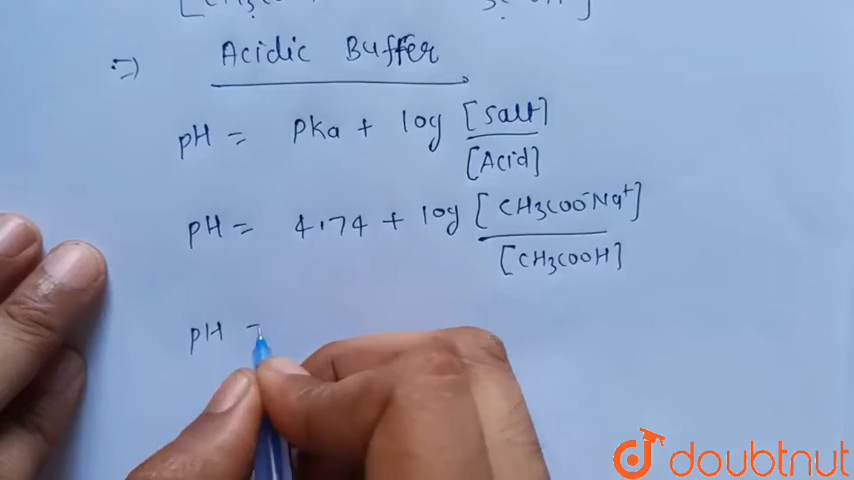 ∴⇒ Acidic Buffer
pH = pKa + log [Salt]
[Acid]
pH = 4.74 + log [CH3COO⁻Na⁺]
[CH3COOH]
pH =
doubtnut